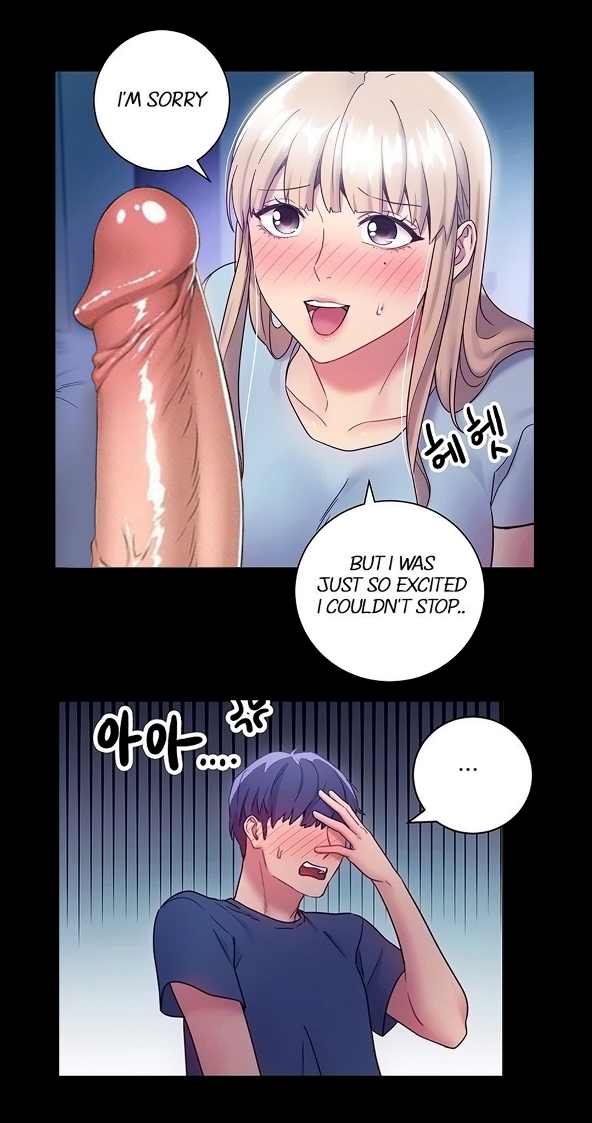 I'M SORRY
헤헷
BUT I WAS
JUST SO EXCITED
I COULDN'T STOP..
아아....
...